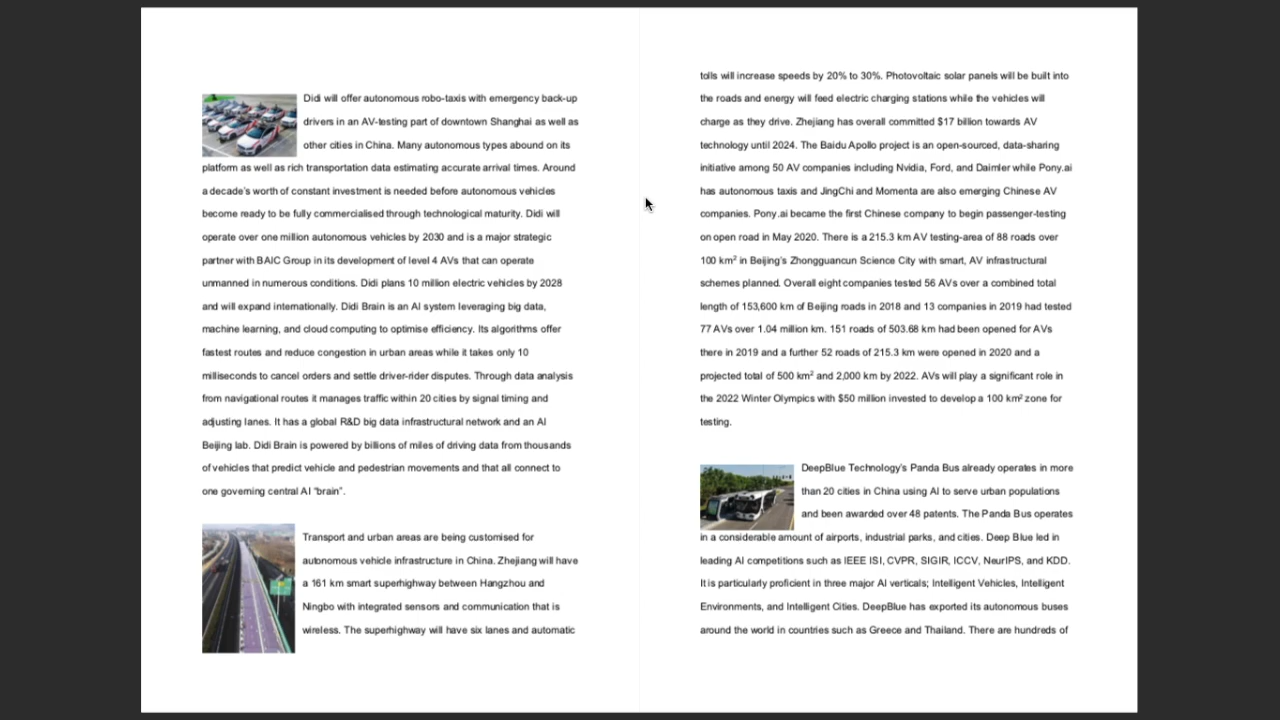 Didi will offer autonomous robo-taxis with emergency back-up
drivers in an AV-testing part of downtown Shanghai as well as
other cities in China. Many autonomous types abound on its
platform as well as rich transportation data estimating accurate arrival times. Around
a decade's worth of constant investment is needed before autonomous vehicles
become ready to be fully commercialised through technological maturity. Didi will
operate over one million autonomous vehicles by 2030 and is a major strategic
partner with BAIC Group in its development of level 4 AVs that can operate
unmanned in numerous conditions. Didi plans 10 million electric vehicles by 2028
and will expand internationally. Didi Brain is an AI system leveraging big data,
machine learning, and cloud computing to optimise efficiency. Its algorithms offer
fastest routes and reduce congestion in urban areas while it takes only 10
milliseconds to cancel orders and settle driver-rider disputes. Through data analysis
from navigational routes it manages traffic within 20 cities by signal timing and
adjusting lanes. It has a global R&D big data infrastructural network and an AI
Beijing lab. Didi Brain is powered by billions of miles of driving data from thousands
of vehicles that predict vehicle and pedestrian movements and that all connect to
one governing central AI "brain".
Transport and urban areas are being customised for
autonomous vehicle infrastructure in China. Zhejiang will have
a 161 km smart superhighway between Hangzhou and
Ningbo with integrated sensors and communication that is
wireless. The superhighway will have six lanes and automatic
tolls will increase speeds by 20% to 30%. Photovoltaic solar panels will be built into
the roads and energy will feed electric charging stations while the vehicles will
charge as they drive. Zhejiang has overall committed $17 billion towards AV
technology until 2024. The Baidu Apollo project is an open-sourced, data-sharing
initiative among 50 AV companies including Nvidia, Ford, and Daimler while Pony.ai
has autonomous taxis and JingChi and Momenta are also emerging Chinese AV
companies. Pony.ai became the first Chinese company to begin passenger-testing
on open road in May 2020. There is a 215.3 km AV testing-area of 88 roads over
100 km² in Beijing's Zhongguancun Science City with smart, AV infrastructural
schemes planned. Overall eight companies tested 56 AVs over a combined total
length of 153,600 km of Beijing roads in 2018 and 13 companies in 2019 had tested
77 AVs over 1.04 million km. 151 roads of 503.68 km had been opened for AVs
there in 2019 and a further 52 roads of 215.3 km were opened in 2020 and a
projected total of 500 km² and 2,000 km by 2022. AVs will play a significant role in
the 2022 Winter Olympics with $50 million invested to develop a 100 km² zone for
testing.
DeepBlue Technology's Panda Bus already operates in more
than 20 cities in China using AI to serve urban populations
and been awarded over 48 patents. The Panda Bus operates
in a considerable amount of airports, industrial parks, and cities. Deep Blue led in
leading AI competitions such as IEEE ISI, CVPR, SIGIR, ICCV, NeurIPS, and KDD.
It is particularly proficient in three major AI verticals; Intelligent Vehicles, Intelligent
Environments, and Intelligent Cities. DeepBlue has exported its autonomous buses
around the world in countries such as Greece and Thailand. There are hundreds of